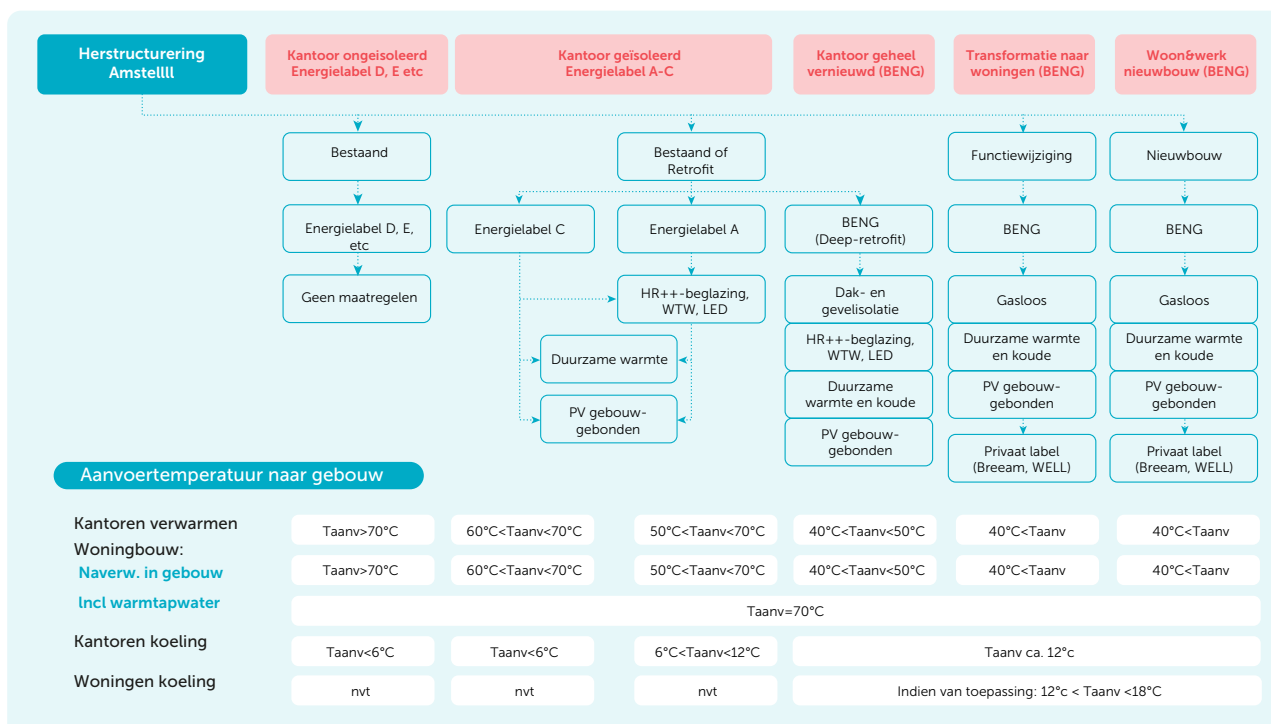 Herstructurering
Amstellll
Kantoor ongeisoleerd
Energielabel D, E etc
Kantoor geïsoleerd
Energielabel A-C
Kantoor geheel
vernieuwd (BENG)
Transformatie naar
woningen (BENG)
Woon&werk
nieuwbouw (BENG)
Bestaand
Bestaand of
Retrofit
Functiewijziging
Nieuwbouw
Energielabel D, E,
etc
Energielabel C
Energielabel A
BENG
(Deep-retrofit)
BENG
BENG
Geen maatregelen
HR++-beglazing,
WTW, LED
Dak- en
gevelisolatie
Gasloos
Gasloos
Duurzame warmte
HR++-beglazing,
WTW, LED
Duurzame warmte
en koude
Duurzame warmte
en koude
PV gebouw-
gebonden
Duurzame
warmte en koude
PV gebouw-
gebonden
PV gebouw-
gebonden
PV gebouw-
gebonden
Privaat label
(Breeam, WELL)
Privaat label
(Breeam, WELL)
Aanvoertemperatuur naar gebouw
Kantoren verwarmen
Taanv>70°C
60°C<Taanv<70°C
50°C<Taanv<70°C
40°C<Taanv<50°C
40°C<Taanv
40°C<Taanv
Woningbouw:
Naverw. in gebouw
Taanv>70°C
60°C<Taanv<70°C
50°C<Taanv<70°C
40°C<Taanv<50°C
40°C<Taanv
40°C<Taanv
lncl warmtapwater
Taanv=70°C
Kantoren koeling
Taanv<6°C
Taanv<6°C
6°C<Taanv<12°C
Taanv ca. 12°c
Woningen koeling
nvt
nvt
nvt
Indien van toepassing: 12°c < Taanv <18°C